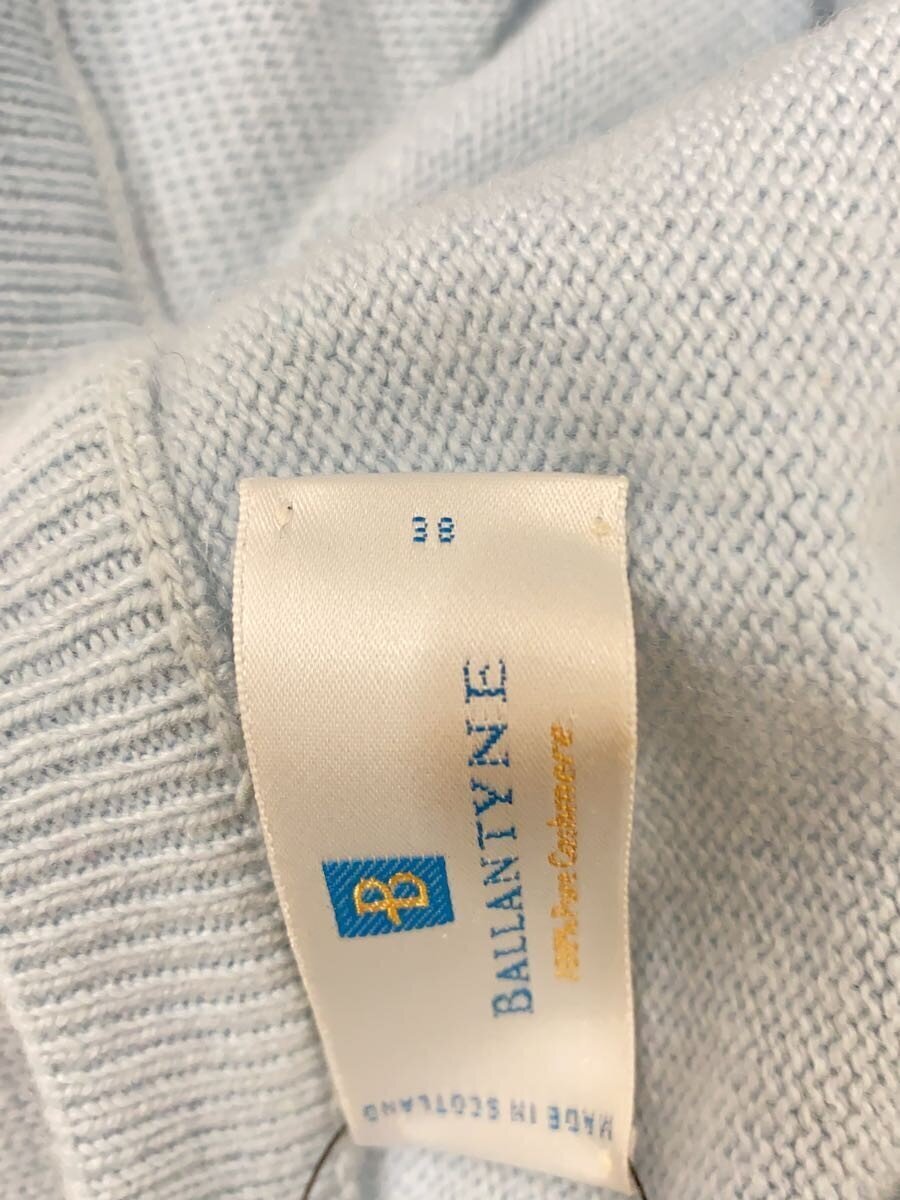 38
B
BALLANTYNE
100% Pure Cashmere
MADE IN SCOTLAND